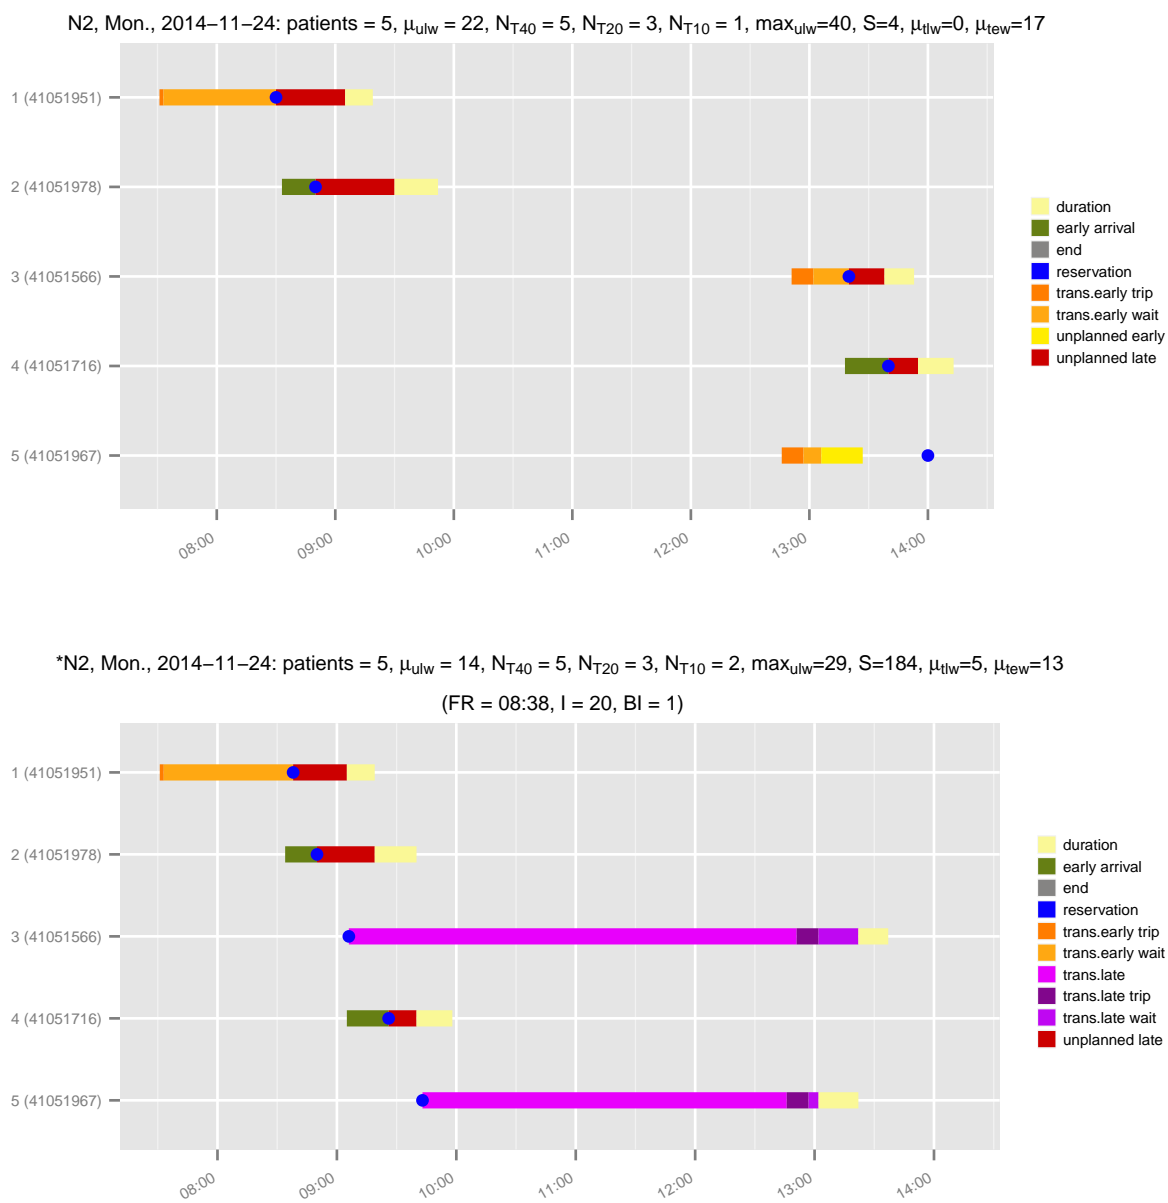 N2, Mon., 2014−11−24: patients = 5, μulw = 22, NT40 = 5, NT20 = 3, NT10 = 1, maxulw=40, S=4, μtlw=0, μtew=17
1 (41051951)
2 (41051978)
3 (41051566)
4 (41051716)
5 (41051967)
08:00
09:00
10:00
11:00
12:00
13:00
14:00
duration
early arrival
end
reservation
trans.early trip
trans.early wait
unplanned early
unplanned late
*N2, Mon., 2014−11−24: patients = 5, μulw = 14, NT40 = 5, NT20 = 3, NT10 = 2, maxulw=29, S=184, μtlw=5, μtew=13
(FR = 08:38, I = 20, BI = 1)
1 (41051951)
2 (41051978)
3 (41051566)
4 (41051716)
5 (41051967)
08:00
09:00
10:00
11:00
12:00
13:00
14:00
duration
early arrival
end
reservation
trans.early trip
trans.early wait
trans.late
trans.late trip
trans.late wait
unplanned late